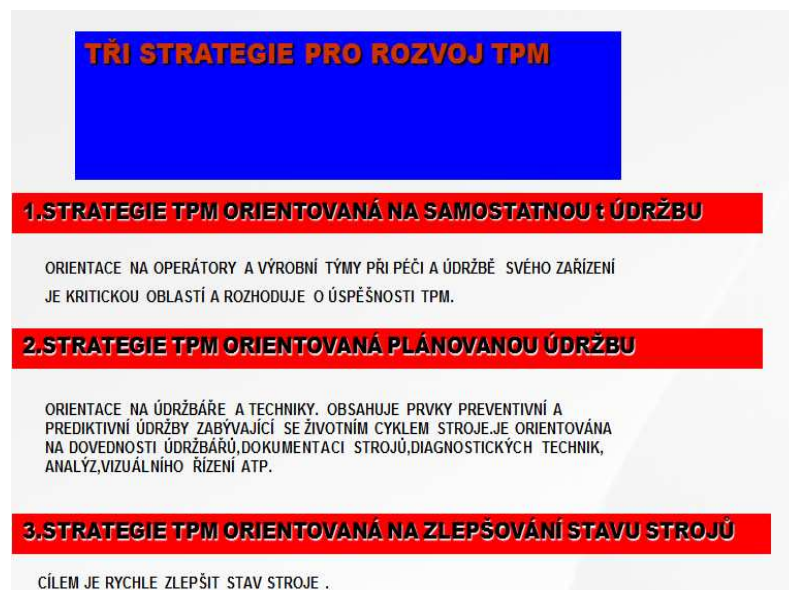 TŘI STRATEGIE PRO ROZVOJ TPM
1.STRATEGIE TPM ORIENTOVANÁ NA SAMOSTATNOU t ÚDRŽBU
ORIENTACE NA OPERÁTORY A VÝROBNÍ TÝMY PŘI PÉČI A ÚDRŽBĚ SVÉHO ZAŘÍZENÍ
JE KRITICKOU OBLASTÍ A ROZHODUJE O ÚSPĚŠNOSTI TPM.
2.STRATEGIE TPM ORIENTOVANÁ PLÁNOVANOU ÚDRŽBU
ORIENTACE NA ÚDRŽBÁŘE A TECHNIKY. OBSAHUJE PRVKY PREVENTIVNÍ A
PREDIKTIVNÍ ÚDRŽBY ZABÝVAJÍCÍ SE ŽIVOTNÍM CYKLEM STROJE.JE ORIENTOVÁNA
NA DOVEDNOSTI ÚDRŽBÁŘŮ,DOKUMENTACI STROJŮ,DIAGNOSTICKÝCH TECHNIK,
ANALÝZ,VIZUÁLNÍHO ŘÍZENÍ ATP.
3.STRATEGIE TPM ORIENTOVANÁ NA ZLEPŠOVÁNÍ STAVU STROJŮ
CÍLEM JE RYCHLE ZLEPŠIT STAV STROJE .